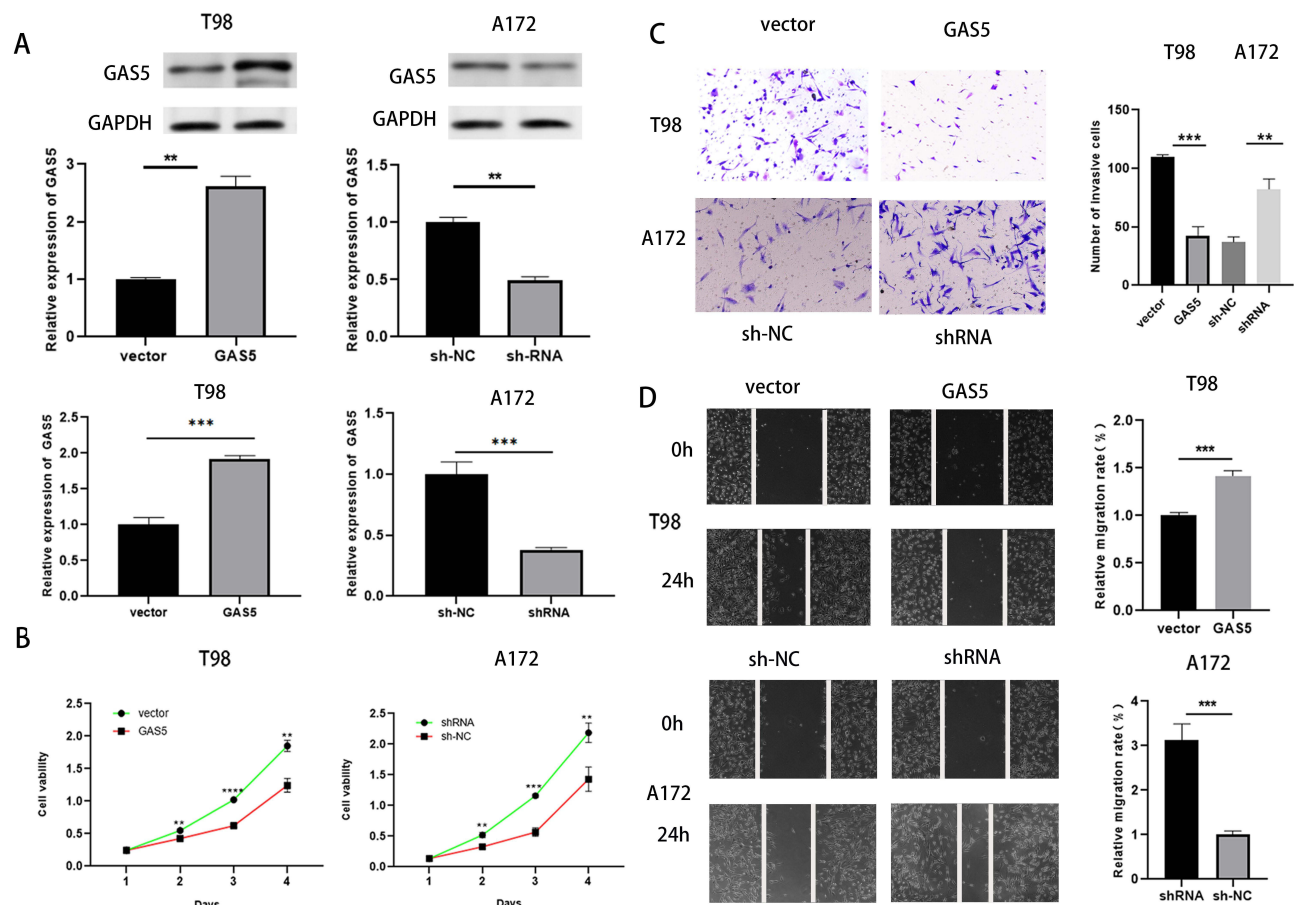 A
T98
GAS5
GAPDH
A172
GAS5
GAPDH
Relative expression of GAS5
3
2
1
0
**
vector GAS5
Relative expression of GAS5
1.5
1.0
0.5
0.0
**
sh-NC sh-RNA
T98
Relative expression of GAS5
2.5
2.0
1.5
1.0
0.5
0.0
***
vector GAS5
A172
Relative expression of GAS5
1.5
1.0
0.5
0.0
***
sh-NC shRNA
B
T98
Cell vability
2.5
2.0
1.5
1.0
0.5
0.0
vector
GAS5
**
****
**
1 2 3 4
Days
A172
Cell vability
2.5
2.0
1.5
1.0
0.5
0.0
shRNA
sh-NC
**
***
**
1 2 3 4
Days
C
vector GAS5
T98
A172
sh-NC shRNA
T98 A172
Number of Invasive cells
150
100
50
0
*** **
vector GAS5 sh-NC shRNA
D
vector GAS5
0h
T98
24h
T98
Relative migration rate ( % )
2.0
1.5
1.0
0.5
0.0
***
vector GAS5
sh-NC shRNA
0h
A172
24h
A172
Relative migration rate ( % )
4
3
2
1
0
***
shRNA sh-NC